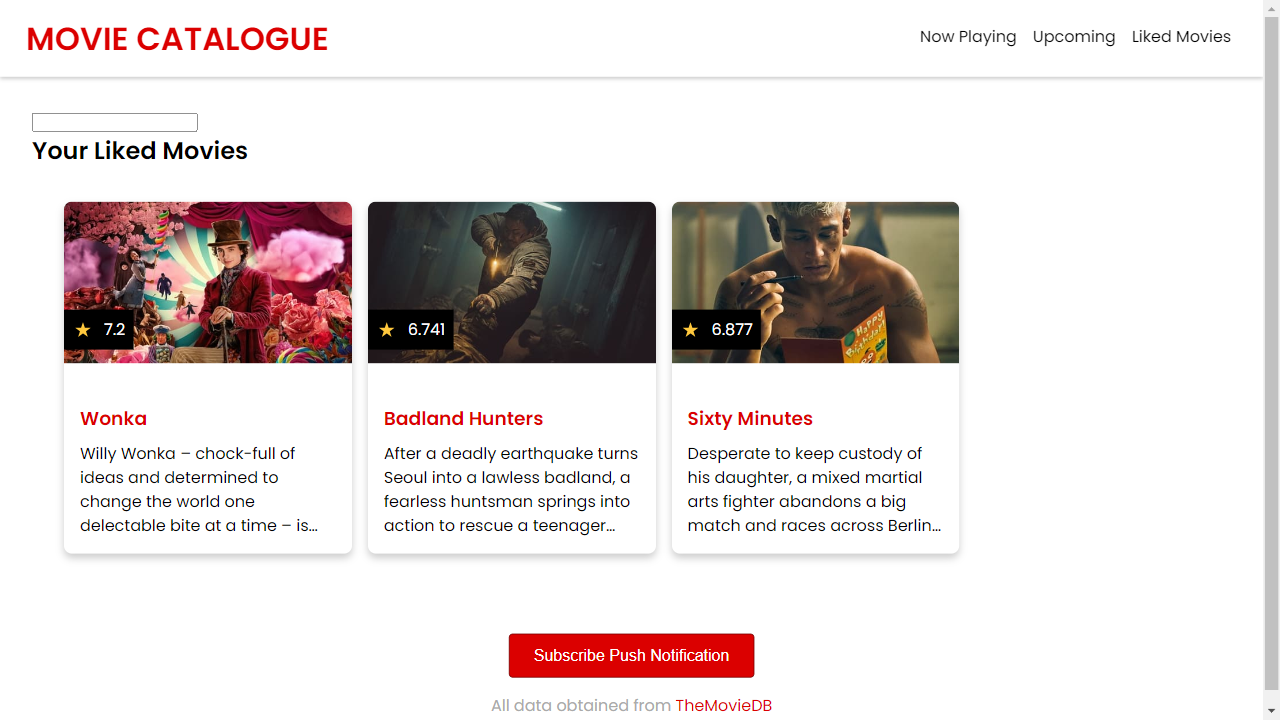 MOVIE CATALOGUE
Now Playing Upcoming Liked Movies
Your Liked Movies
★ 7.2
Wonka
Willy Wonka – chock-full of
ideas and determined to
change the world one
delectable bite at a time – is...
★ 6.741
Badland Hunters
After a deadly earthquake turns
Seoul into a lawless badland, a
fearless huntsman springs into
action to rescue a teenager...
Happy
Birthday!
★ 6.877
Sixty Minutes
Desperate to keep custody of
his daughter, a mixed martial
arts fighter abandons a big
match and races across Berlin...
Subscribe Push Notification
All data obtained from TheMovieDB